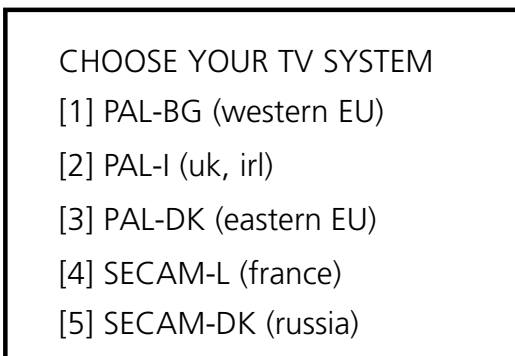 CHOOSE YOUR TV SYSTEM
[1] PAL-BG (western EU)
[2] PAL-I (uk, irl)
[3] PAL-DK (eastern EU)
[4] SECAM-L (france)
[5] SECAM-DK (russia)